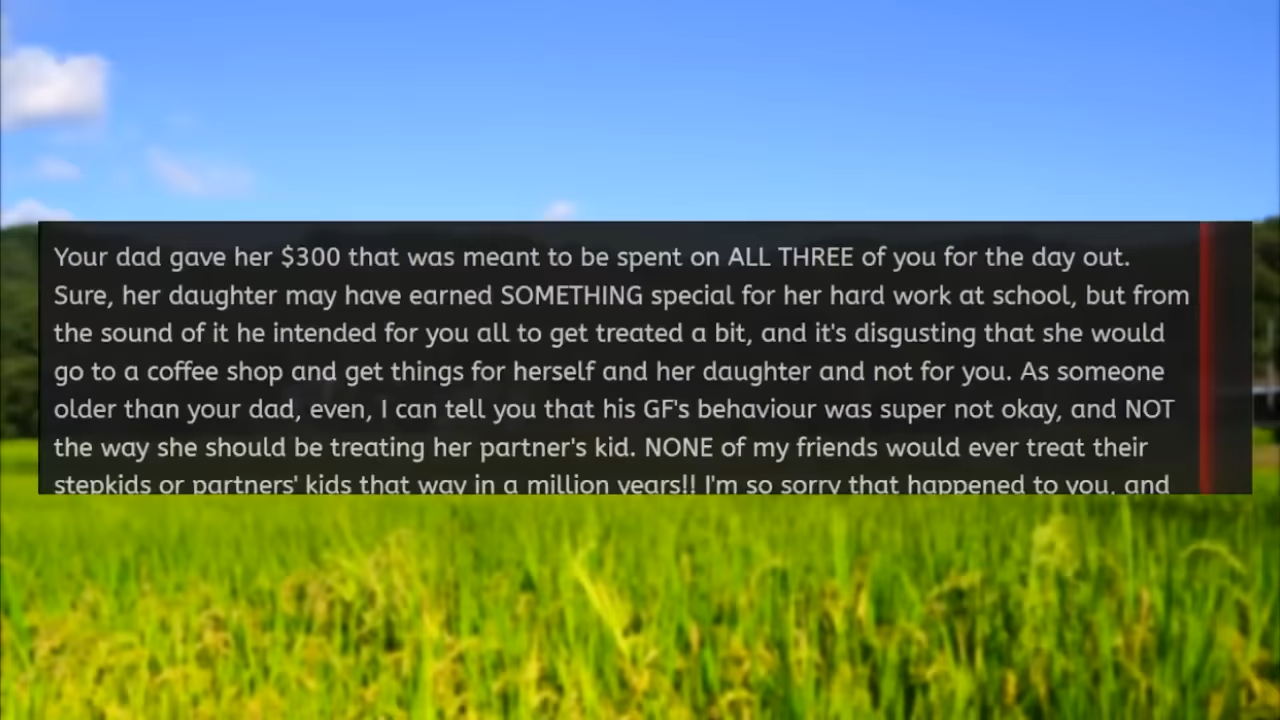 Your dad gave her $300 that was meant to be spent on ALL THREE of you for the day out.
Sure, her daughter may have earned SOMETHING special for her hard work at school, but from
the sound of it he intended for you all to get treated a bit, and it's disgusting that she would
go to a coffee shop and get things for herself and her daughter and not for you. As someone
older than your dad, even, I can tell you that his GF's behaviour was super not okay, and NOT
the way she should be treating her partner's kid. NONE of my friends would ever treat their
stepkids or partners' kids that way in a million years!! I'm so sorry that happened to you, and